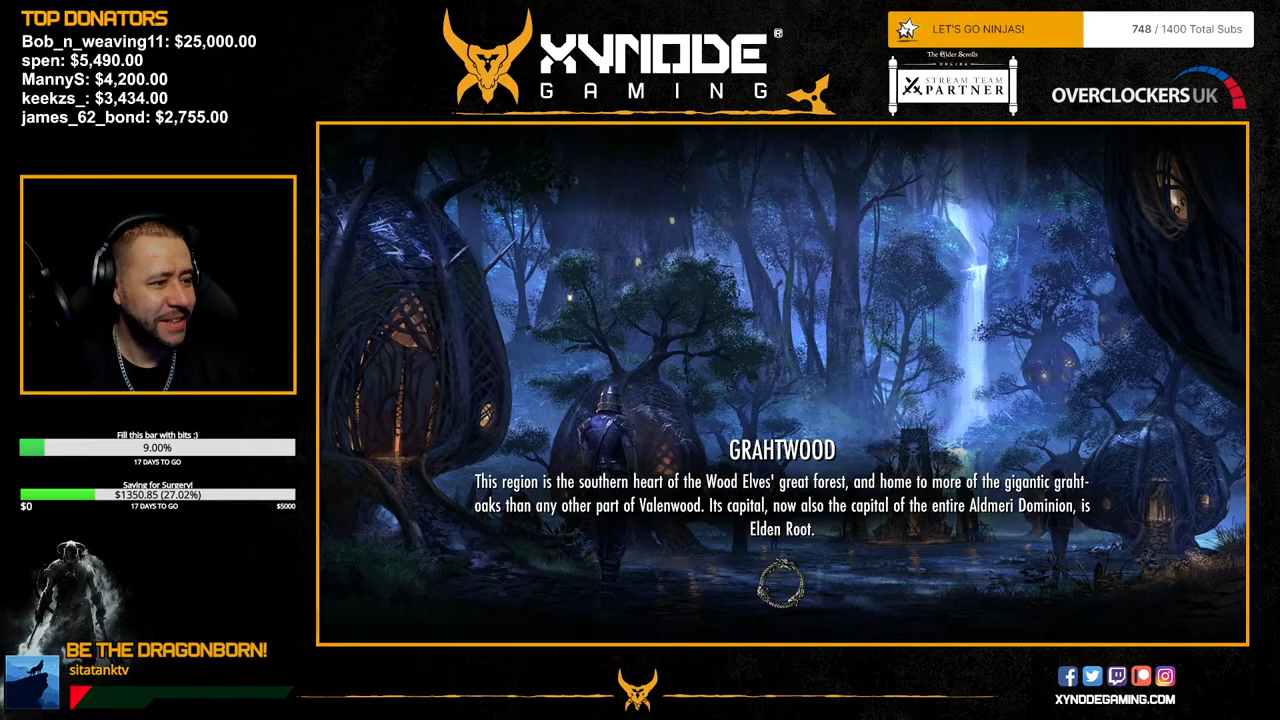 TOP DONATORS
Bob_n_weaving11: $25,000.00
spen: $5,490.00
MannyS: $4,200.00
keekzs_: $3,434.00
james_62_bond: $2,755.00
XYNODE®
GAMING
LET'S GO NINJAS!
748 / 1400 Total Subs
The Elder Scrolls
ONLINE
STREAM TEAM
PARTNER
OVERCLOCKERS UK
Fill this bar with bits :)
9.00%
17 DAYS TO GO
Saving for Surgery!
$1350.85 (27.02%)
$0
17 DAYS TO GO
$5000
GRAHTWOOD
This region is the southern heart of the Wood Elves' great forest, and home to more of the gigantic graht-
oaks than any other part of Valenwood. Its capital, now also the capital of the entire Aldmeri Dominion, is
Elden Root.
BE THE DRAGONBORN!
sitatanktv
XYNODEGAMING.COM